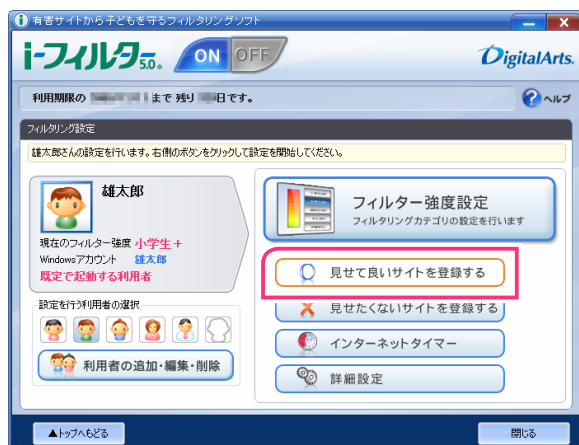 有害サイトから子どもを守るフィルタリングソフト
i-フィルター5.0®
ON OFF
DigitalArts®
利用期限の まで 残り 日です。
ヘルプ
フィルタリング設定
雄太郎さんの設定を行います。右側のボタンをクリックして設定を開始してください。
雄太郎
現在のフィルター強度 小学生+
Windowsアカウント 雄太郎
既定で起動する利用者
設定を行う利用者の選択
利用者の追加・編集・削除
フィルター強度設定
フィルタリングカテゴリの設定を行います
見せて良いサイトを登録する
見せたくないサイトを登録する
インターネットタイマー
詳細設定
▲トップへもどる
閉じる